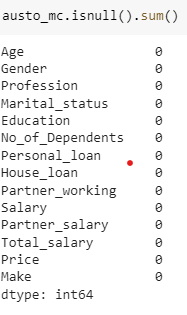 austo_mc.isnull().sum()
Age 0
Gender 0
Profession 0
Marital_status 0
Education 0
No_of_Dependents 0
Personal_loan 0
House_loan 0
Partner_working 0
Salary 0
Partner_salary 0
Total_salary 0
Price 0
Make 0
dtype: int64